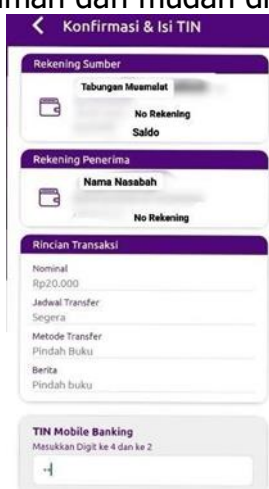 Konfirmasi & Isi TIN
Rekening Sumber
Tabungan Muamalat
No Rekening
Saldo
Rekening Penerima
Nama Nasabah
No Rekening
Rincian Transaksi
Nominal
Rp20.000
Jadwal Transfer
Segera
Metode Transfer
Pindah Buku
Berita
Pindah buku
TIN Mobile Banking
Masukkan Digit ke 4 dan ke 2